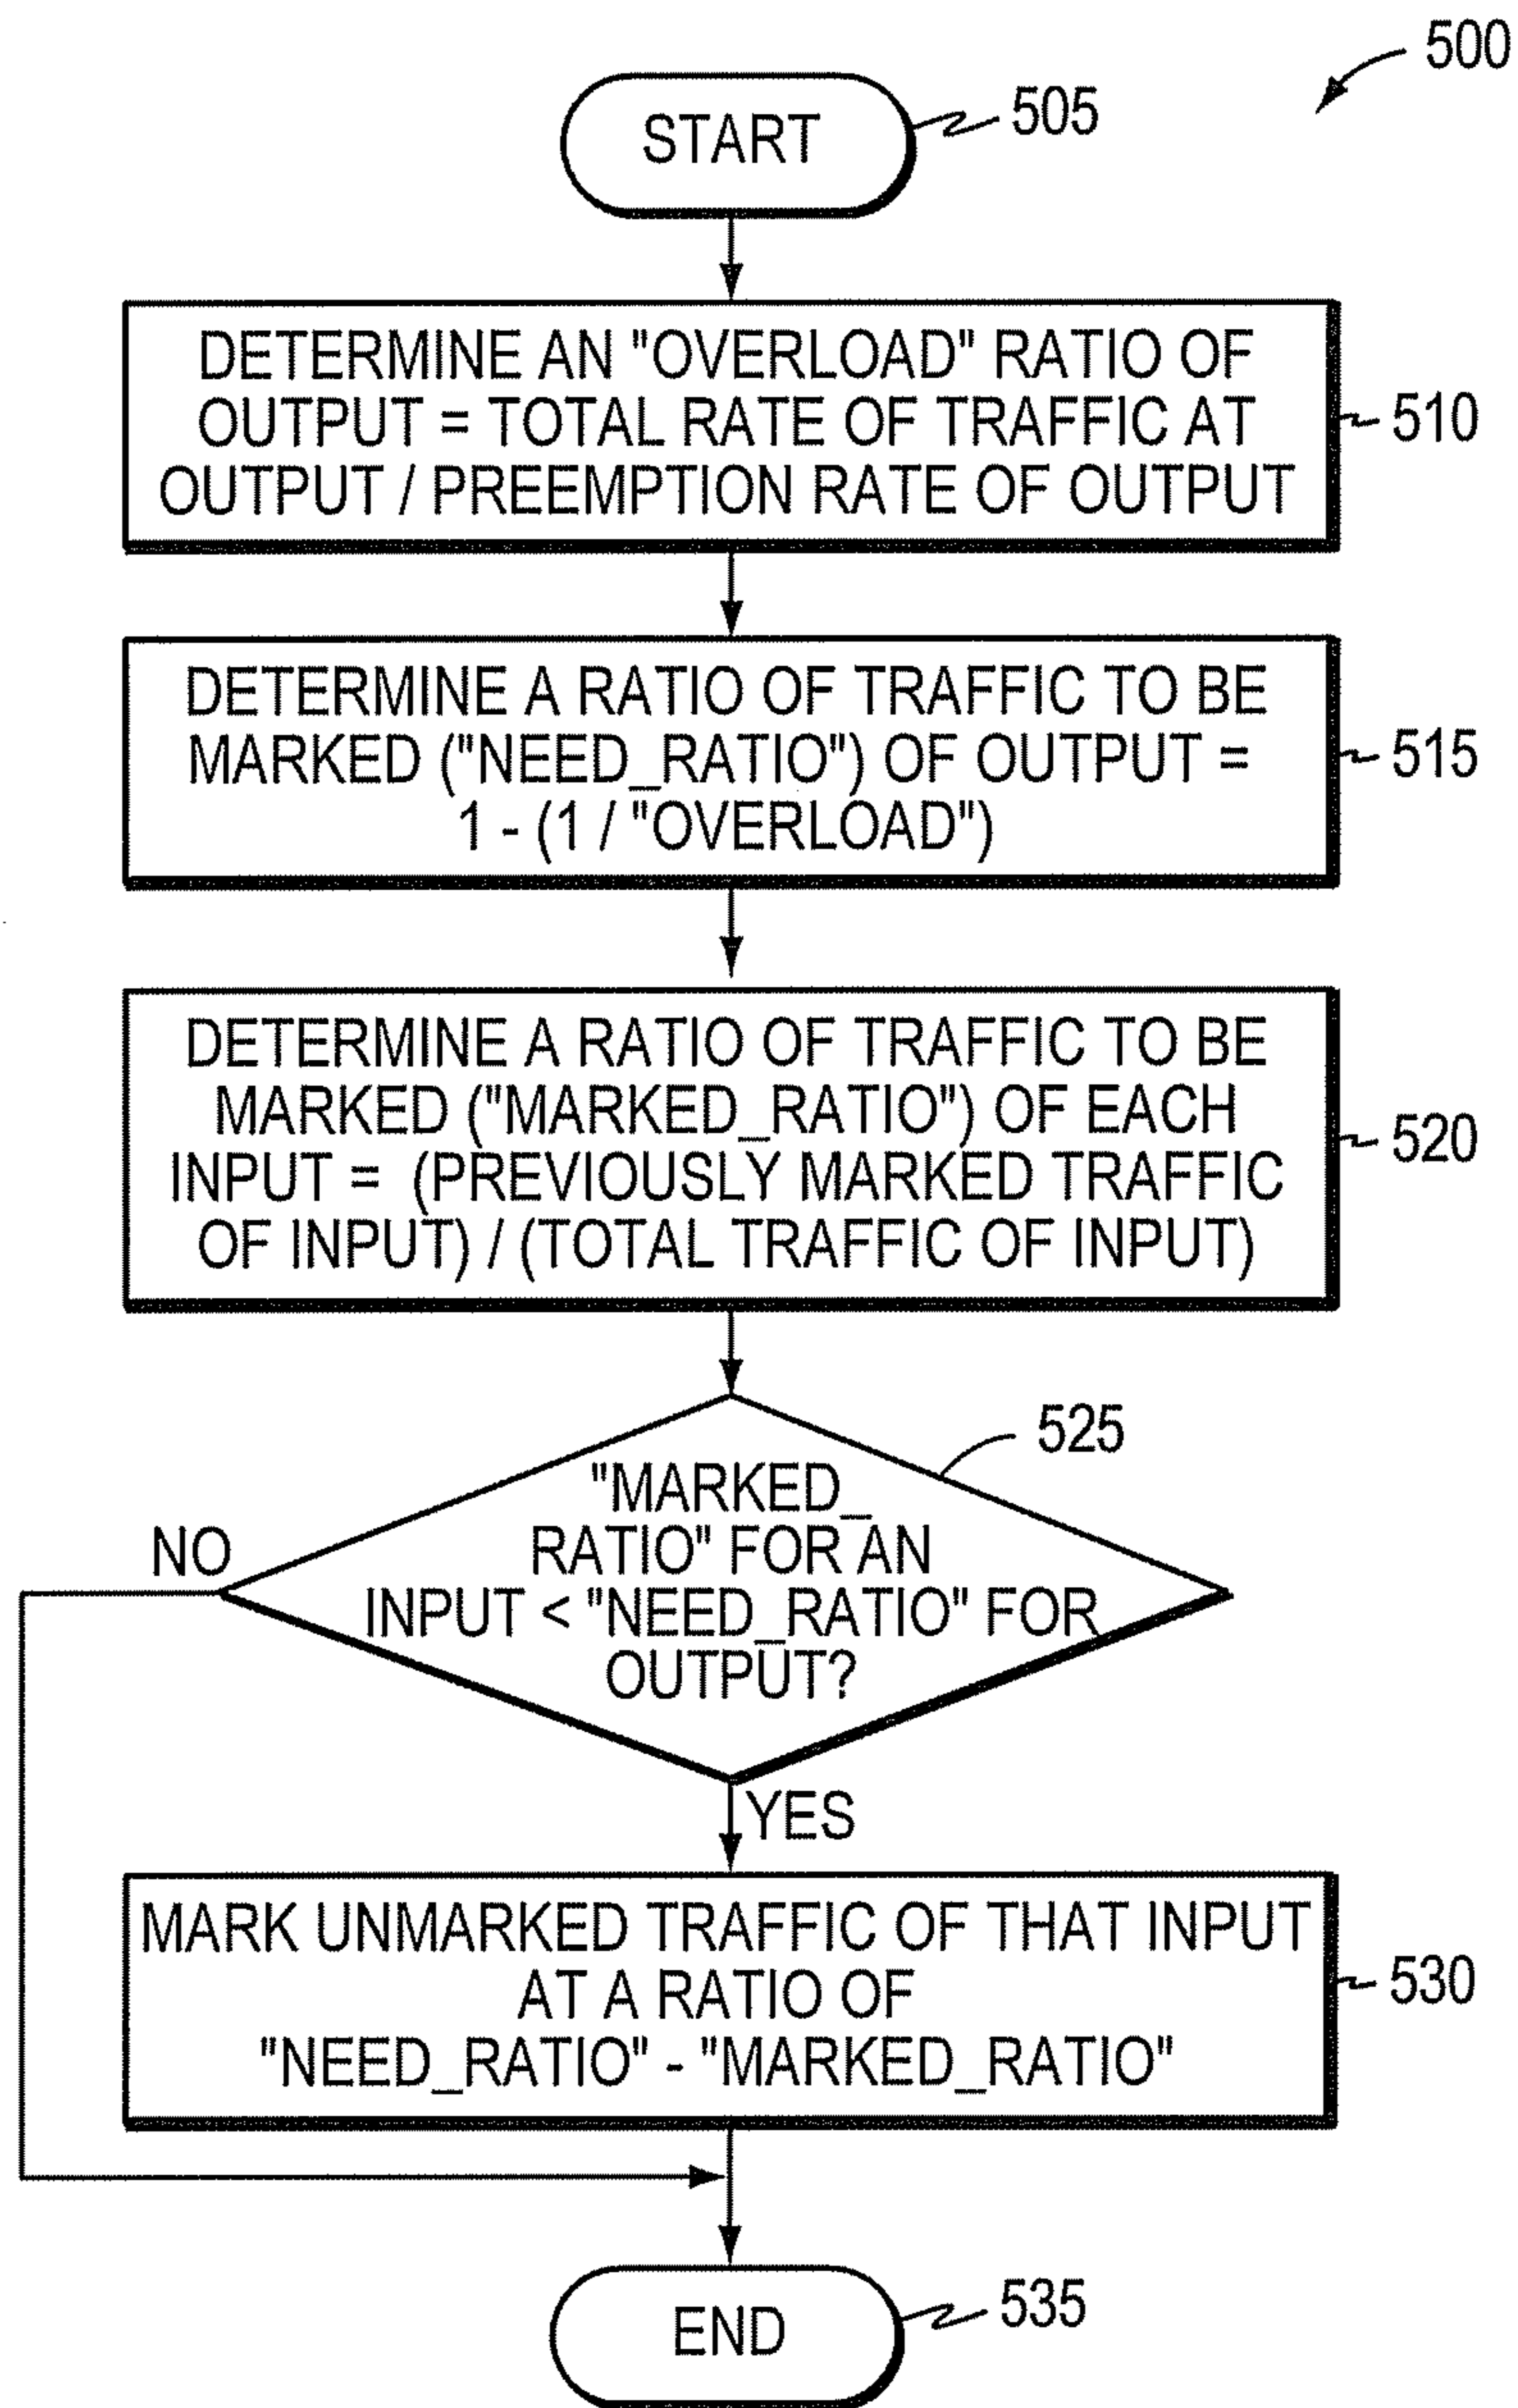 500
START
505
DETERMINE AN "OVERLOAD" RATIO OF
OUTPUT = TOTAL RATE OF TRAFFIC AT
OUTPUT / PREEMPTION RATE OF OUTPUT
510
DETERMINE A RATIO OF TRAFFIC TO BE
MARKED ("NEED_RATIO") OF OUTPUT =
1 - (1 / "OVERLOAD")
515
DETERMINE A RATIO OF TRAFFIC TO BE
MARKED ("MARKED_RATIO") OF EACH
INPUT = (PREVIOUSLY MARKED TRAFFIC
OF INPUT) / (TOTAL TRAFFIC OF INPUT)
520
525
"MARKED_
RATIO" FOR AN
INPUT < "NEED_RATIO" FOR
OUTPUT?
NO
YES
MARK UNMARKED TRAFFIC OF THAT INPUT
AT A RATIO OF
"NEED_RATIO" - "MARKED_RATIO"
530
END
535